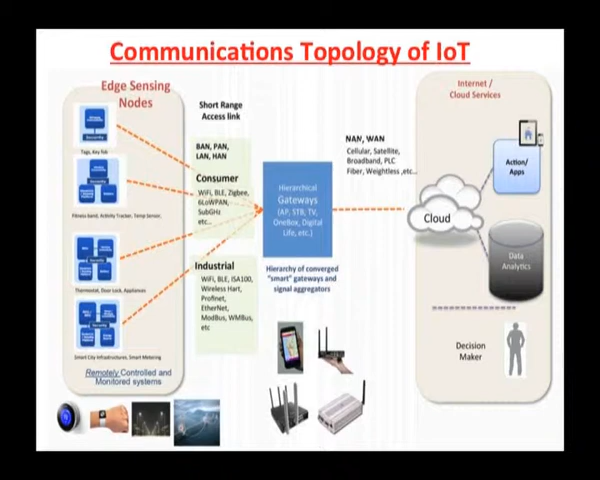 Communications Topology of IoT
Edge Sensing
Nodes
Security
Tags, Key fob
Security
Fitness band, Activity Tracker, Temp Sensor,
Security
Thermostat, Door Lock, Appliances
Security
Smart City Infrastructures, Smart Metering
Remotely Controlled and
Monitored systems
Short Range
Access link
BAN, PAN,
LAN, HAN
Consumer
WiFi, BLE, Zigbee,
6LoWPAN,
SubGHz
etc..
Industrial
WiFi, BLE, ISA100,
Wireless Hart,
Profinet,
EtherNet,
ModBus, WMBus,
etc
Hierarchical
Gateways
(AP, STB, TV,
OneBox, Digital
Life, etc.)
Hierarchy of converged
"smart" gateways and
signal aggregators
NAN, WAN
Cellular, Satellite,
Broadband, PLC
Fiber, Weightless ,etc..
Internet /
Cloud Services
Action/
Apps
Cloud
Data
Analytics
Decision
Maker